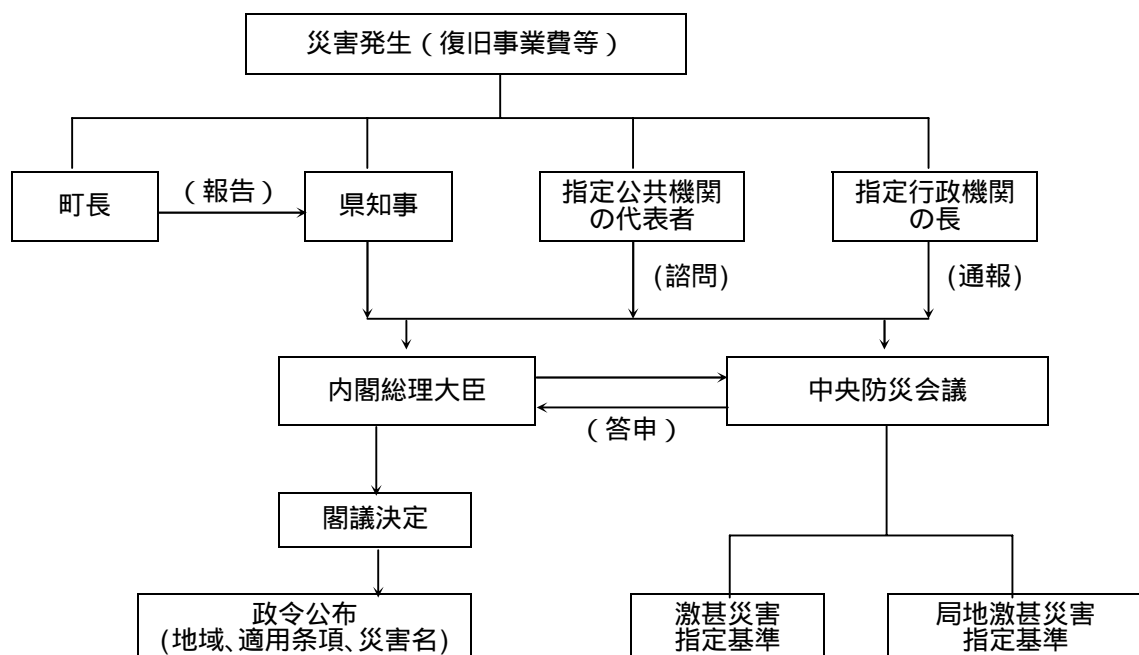 災害発生（復旧事業費等）
町長
（報告）
県知事
指定公共機関
の代表者
指定行政機関
の長
(諮問)
(通報)
内閣総理大臣
中央防災会議
（答申）
閣議決定
政令公布
(地域、適用条項、災害名)
激甚災害
指定基準
局地激甚災害
指定基準